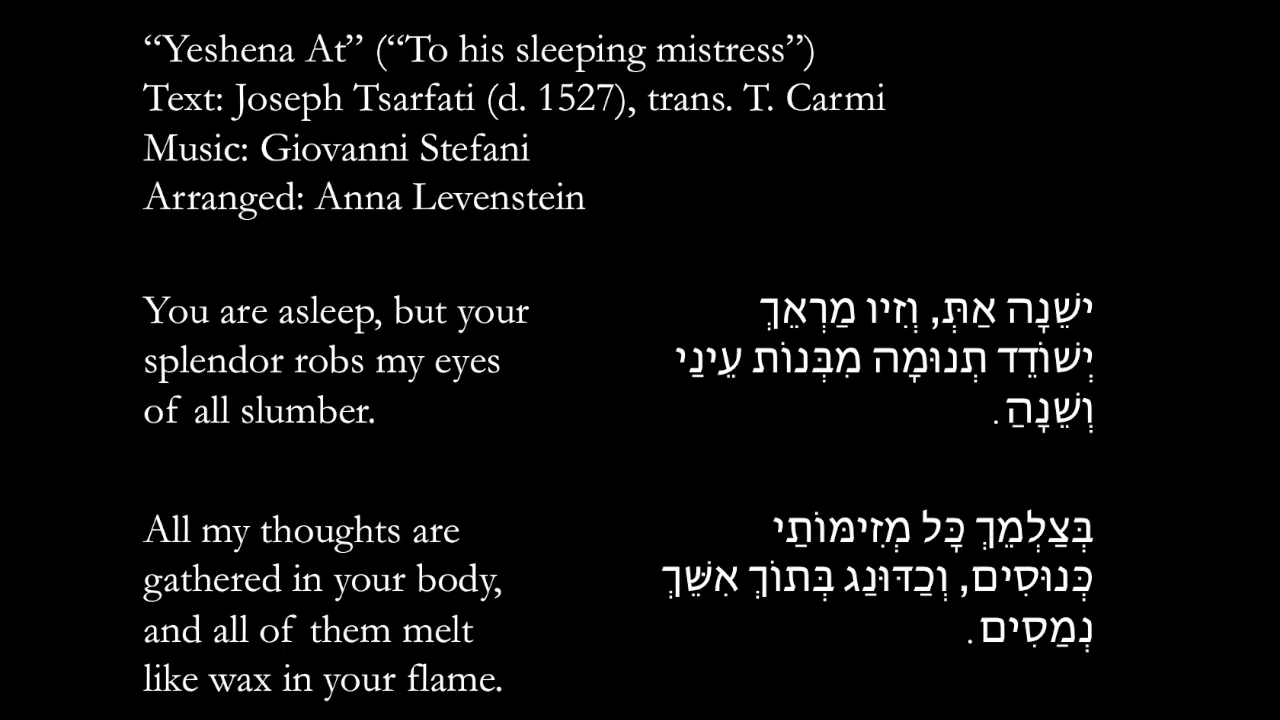 “Yeshena At” (“To his sleeping mistress”)
Text: Joseph Tsarfati (d. 1527), trans. T. Carmi
Music: Giovanni Stefani
Arranged: Anna Levenstein
You are asleep, but your
splendor robs my eyes
of all slumber.
יְשֵׁנָה אַתְּ, וְזִיו מַרְאֵךְ
יְשׁוֹדֵד תְנוּמָה מִבְּנוֹת עֵינַי
וְשֵׁנָהַ.
All my thoughts are
gathered in your body,
and all of them melt
like wax in your flame.
בְּצַלְמֵךְ כָּל מְזִימּוֹתַי
כְּנוּסִים, וְכַדּוּנַג בְּתוֹךְ אִשֵּׁךְ
נְמַסִּים.